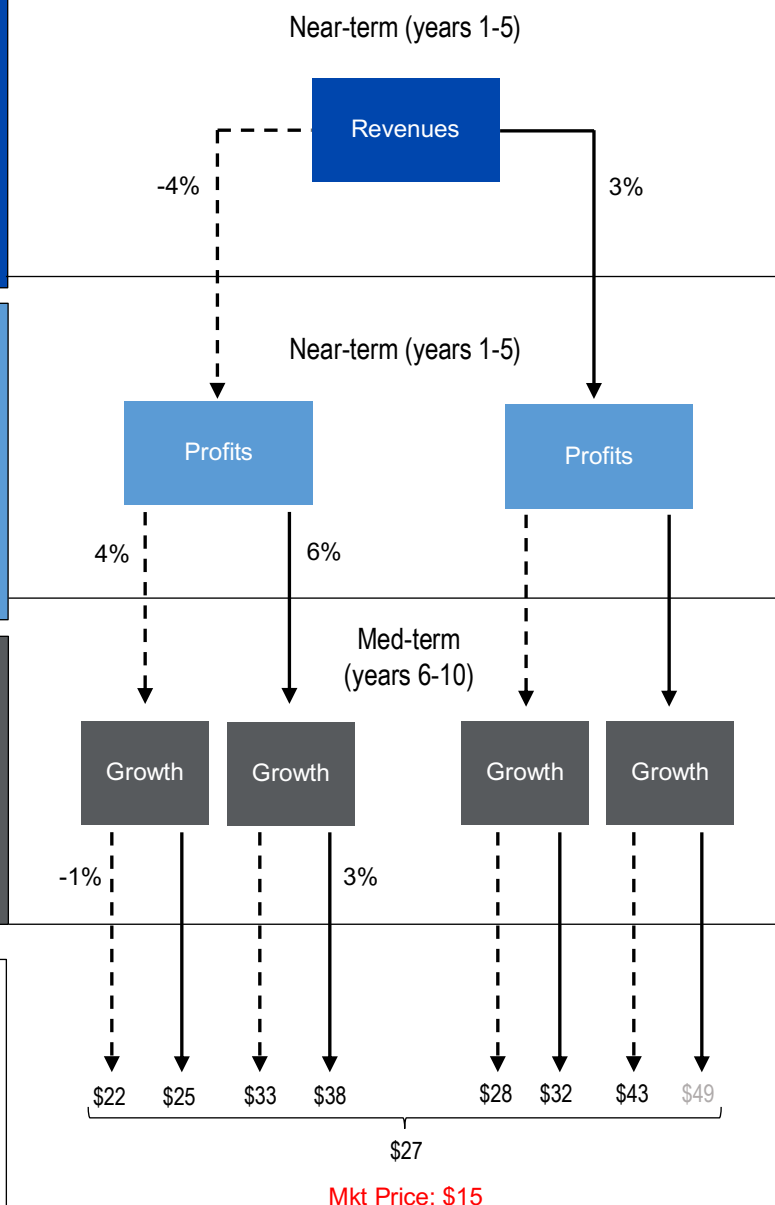 Near-term (years 1-5)
Revenues
-4%
3%
Near-term (years 1-5)
Profits
Profits
4%
6%
Med-term
(years 6-10)
Growth
Growth
Growth
Growth
-1%
3%
$22
$25
$33
$38
$28
$32
$43
$49
$27
Mkt Price: $15